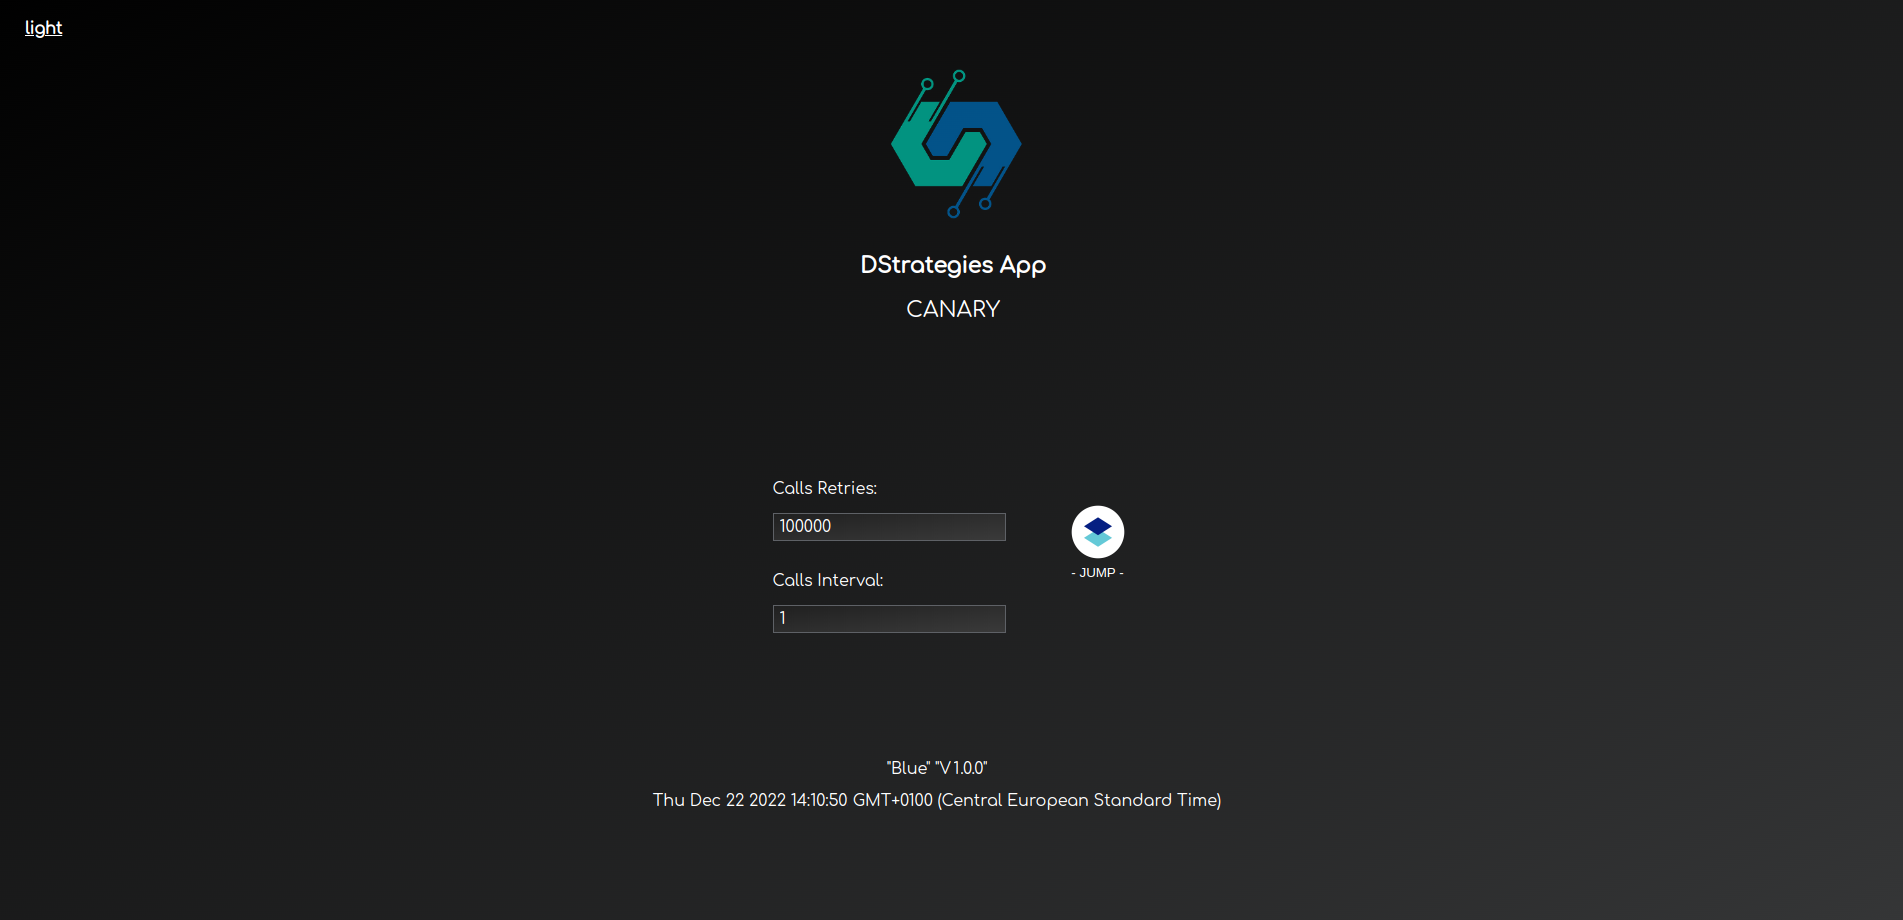 light
DStrategies App
CANARY
Calls Retries:
100000
- JUMP -
Calls Interval:
1
"Blue" "V 1.0.0"
Thu Dec 22 2022 14:10:50 GMT+0100 (Central European Standard Time)